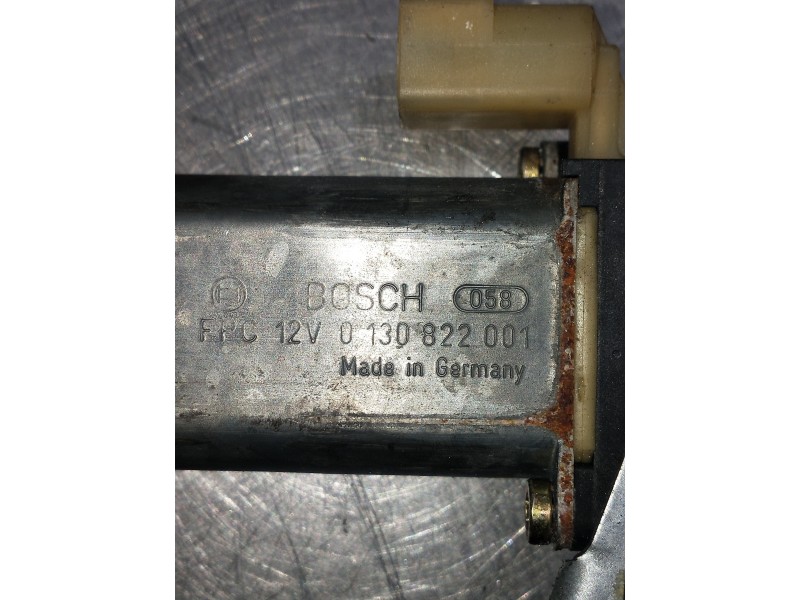 BOSCH 058
FPC 12V 0 130 822 001
Made in Germany